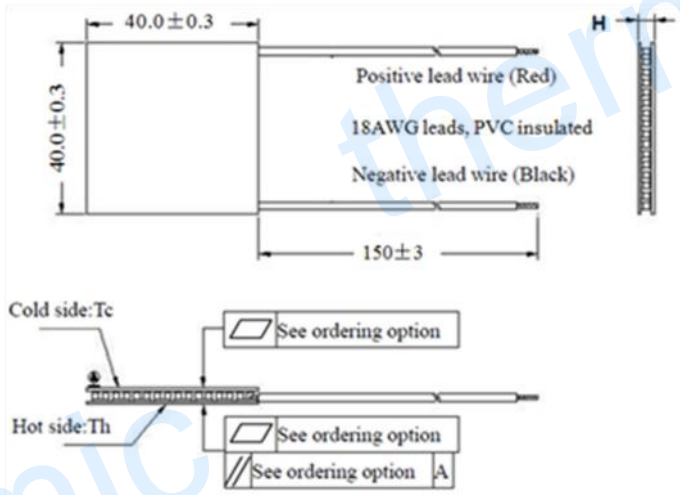 40.0±0.3
H
40.0±0.3
Positive lead wire (Red)
18AWG leads, PVC insulated
Negative lead wire (Black)
150±3
Cold side:Tc
See ordering option
Hot side:Th
See ordering option
See ordering option A